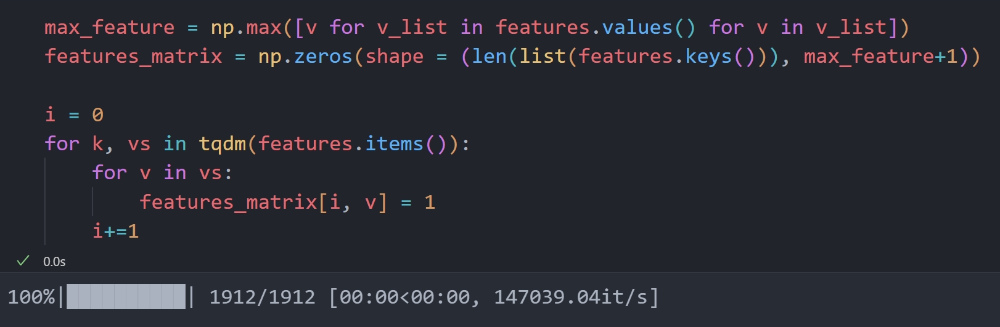 max_feature = np.max([v for v_list in features.values() for v in v_list])
features_matrix = np.zeros(shape = (len(list(features.keys())), max_feature+1))
i = 0
for k, vs in tqdm(features.items()):
for v in vs:
features_matrix[i, v] = 1
i+=1
0.0s
100%|██████████| 1912/1912 [00:00<00:00, 147039.04it/s]